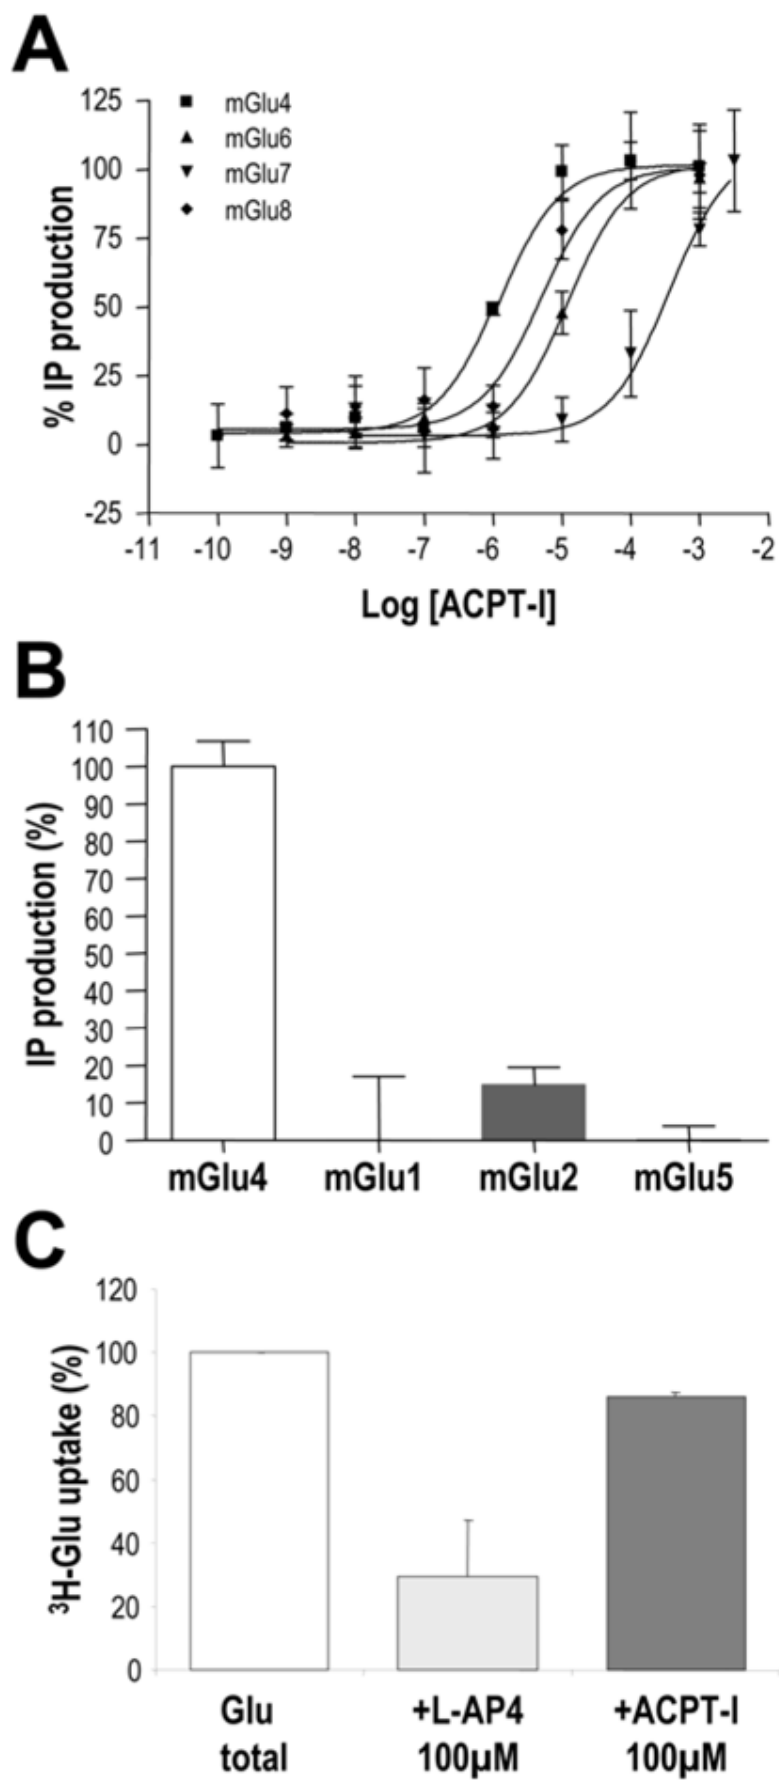 A
125
100
75
50
25
0
-25
% IP production
mGlu4
mGlu6
mGlu7
mGlu8
-11 -10 -9 -8 -7 -6 -5 -4 -3 -2
Log [ACPT-I]
B
110
100
90
80
70
60
50
40
30
20
10
0
IP production (%)
mGlu4 mGlu1 mGlu2 mGlu5
C
120
100
80
60
40
20
0
³H-Glu uptake (%)
Glu +L-AP4 +ACPT-I
total 100µM 100µM